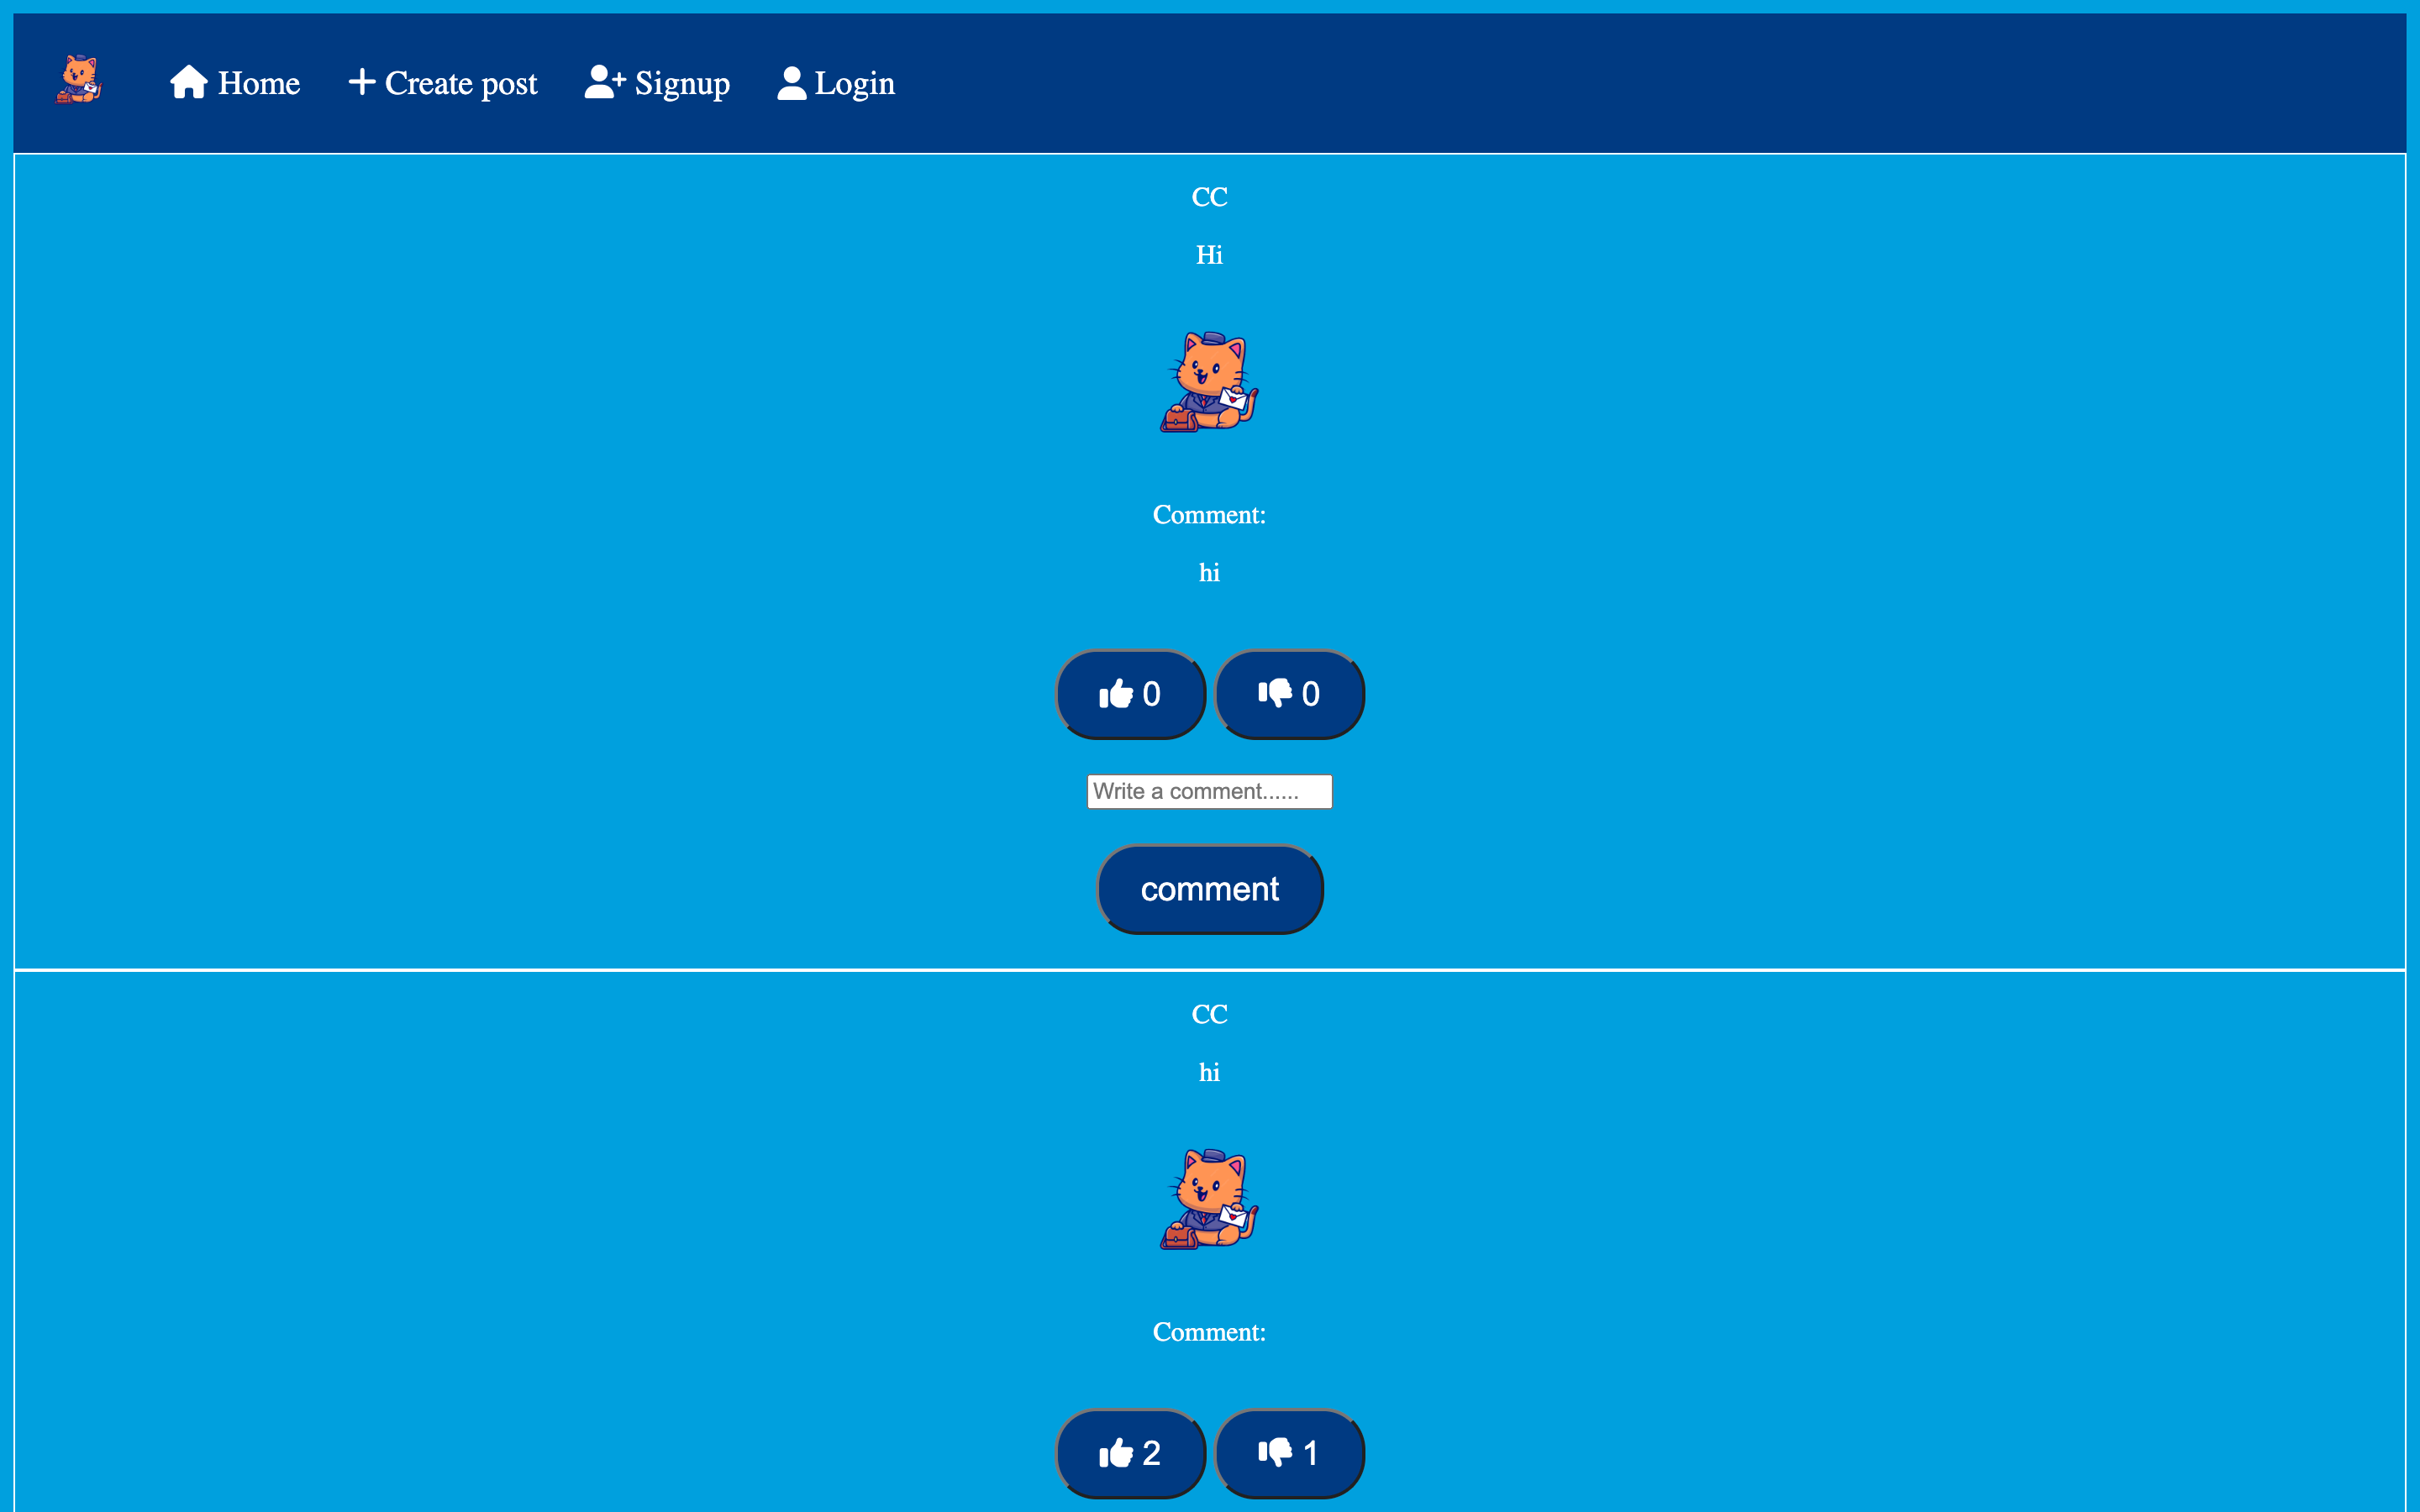 Home Create post Signup Login
CC
Hi
Comment:
hi
0 0
Write a comment......
comment
CC
hi
Comment:
2 1